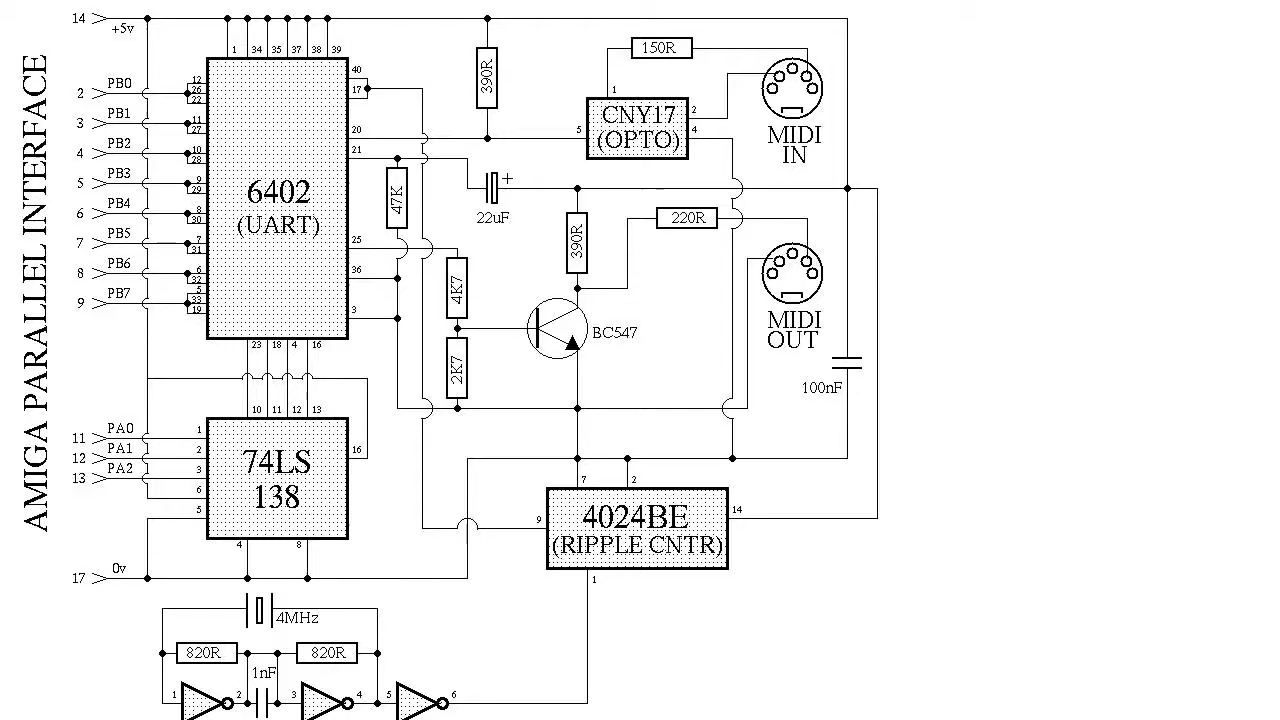 AMIGA PARALLEL INTERFACE
14 +5v
1 34 35 37 38 39
2 PB0 12 26 22
3 PB1 11 27
4 PB2 10 28
5 PB3 9 29
6 PB4 8 30
7 PB5 7 31
8 PB6 6 32
9 PB7 5 33 19
6402
(UART)
40
17
20
21
25
36
3
23 18 4 16
390R
47K
22uF +
4K7
2K7
390R
BC547
150R
1
CNY17
(OPTO)
5
2
4
MIDI
IN
220R
MIDI
OUT
100nF
10 11 12 13
11 PA0 1
12 PA1 2
13 PA2 3
6
5
16
74LS
138
4 8
17 0v
7 2
9
14
4024BE
(RIPPLE CNTR)
1
4MHz
820R 820R
1nF
1 2 3 4 5 6